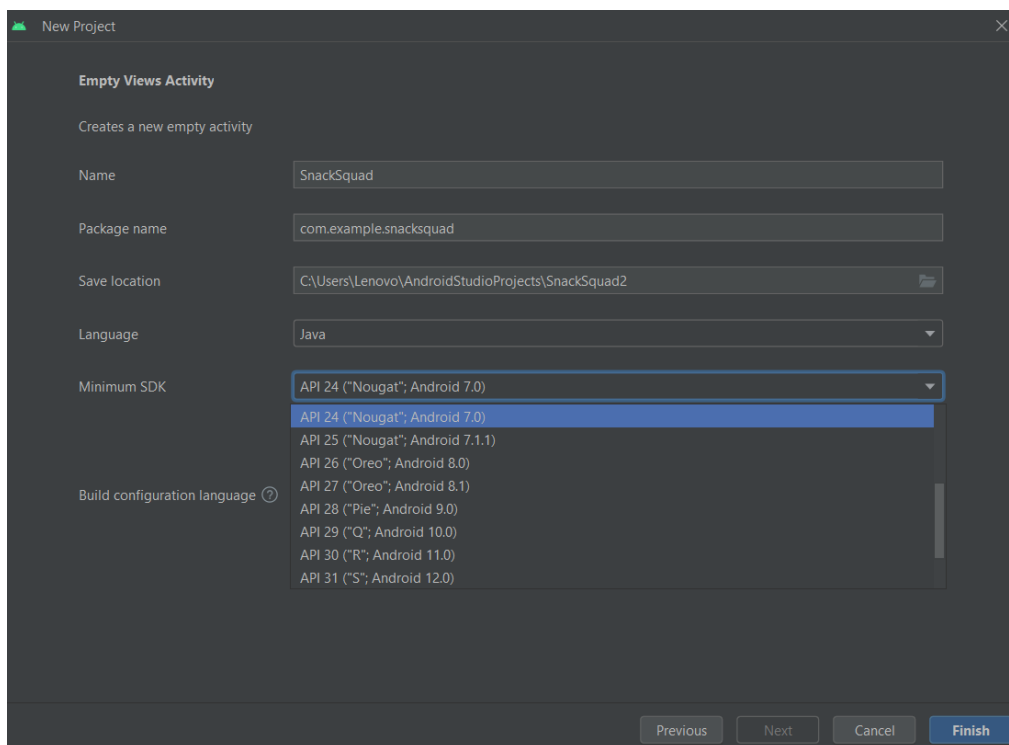 New Project
Empty Views Activity
Creates a new empty activity
Name SnackSquad
Package name com.example.snacksquad
Save location C:\Users\Lenovo\AndroidStudioProjects\SnackSquad2
Language Java
Minimum SDK API 24 ("Nougat"; Android 7.0)
API 24 ("Nougat"; Android 7.0)
API 25 ("Nougat"; Android 7.1.1)
API 26 ("Oreo"; Android 8.0)
API 27 ("Oreo"; Android 8.1)
Build configuration language ?
API 28 ("Pie"; Android 9.0)
API 29 ("Q"; Android 10.0)
API 30 ("R"; Android 11.0)
API 31 ("S"; Android 12.0)
Previous Next Cancel Finish